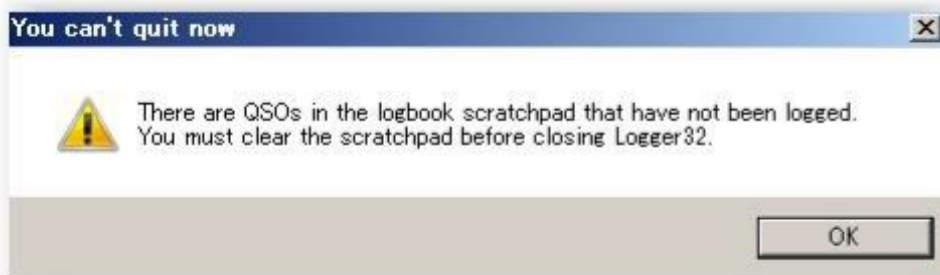 You can't quit now
There are QSOs in the logbook scratchpad that have not been logged.
You must clear the scratchpad before closing Logger32.
OK